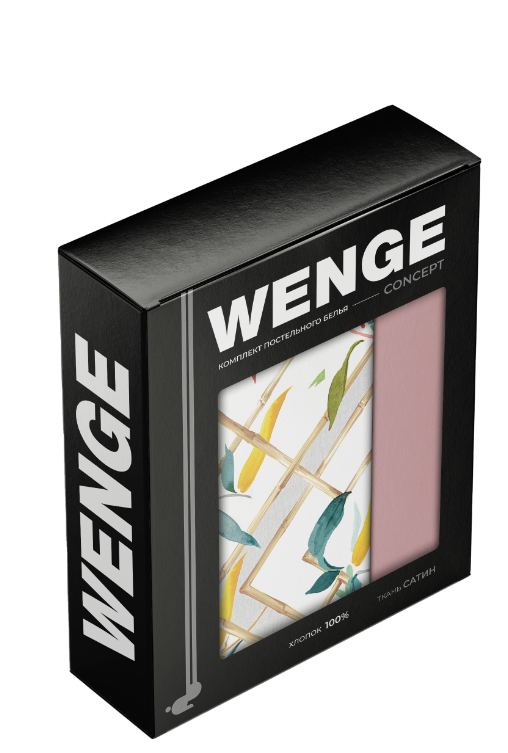 WENGE
CONCEPT
КОМПЛЕКТ ПОСТЕЛЬНОГО БЕЛЬЯ
WENGE
ХЛОПОК 100%
ТКАНЬ САТИН